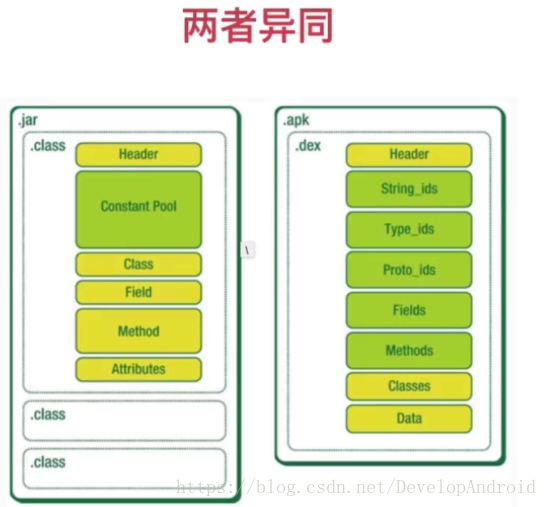 两者异同
.jar
.class
Header
Constant Pool
Class
Field
Method
Attributes
.class
.class
\
.apk
.dex
Header
String_ids
Type_ids
Proto_ids
Fields
Methods
Classes
Data
https://blog.csdn.net/DevelopAndroid